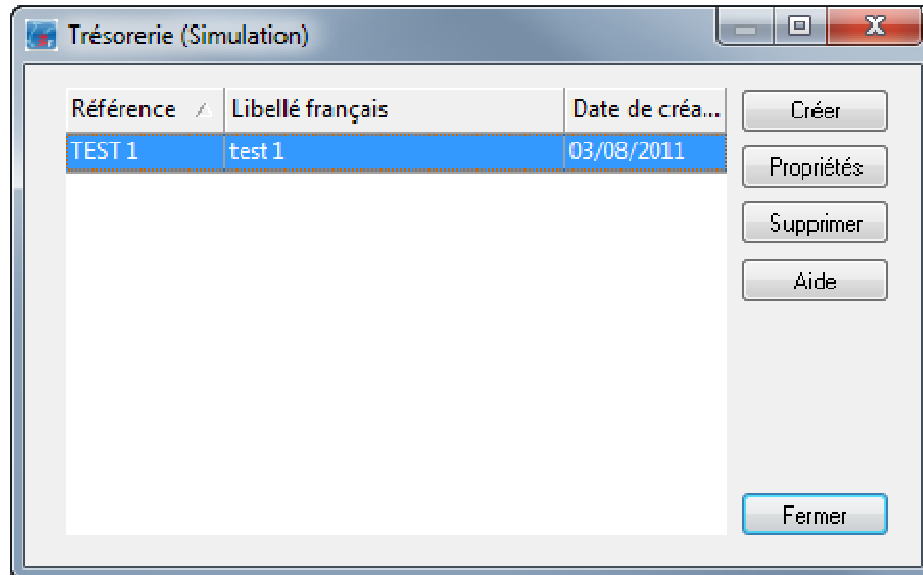 Trésorerie (Simulation)
Référence Libellé français Date de créa...
TEST 1 test 1 03/08/2011
Créer
Propriétés
Supprimer
Aide
Fermer